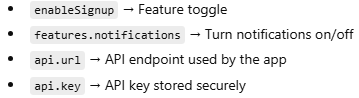 • enableSignup → Feature toggle
• features.notifications → Turn notifications on/off
• api.url → API endpoint used by the app
• api.key → API key stored securely